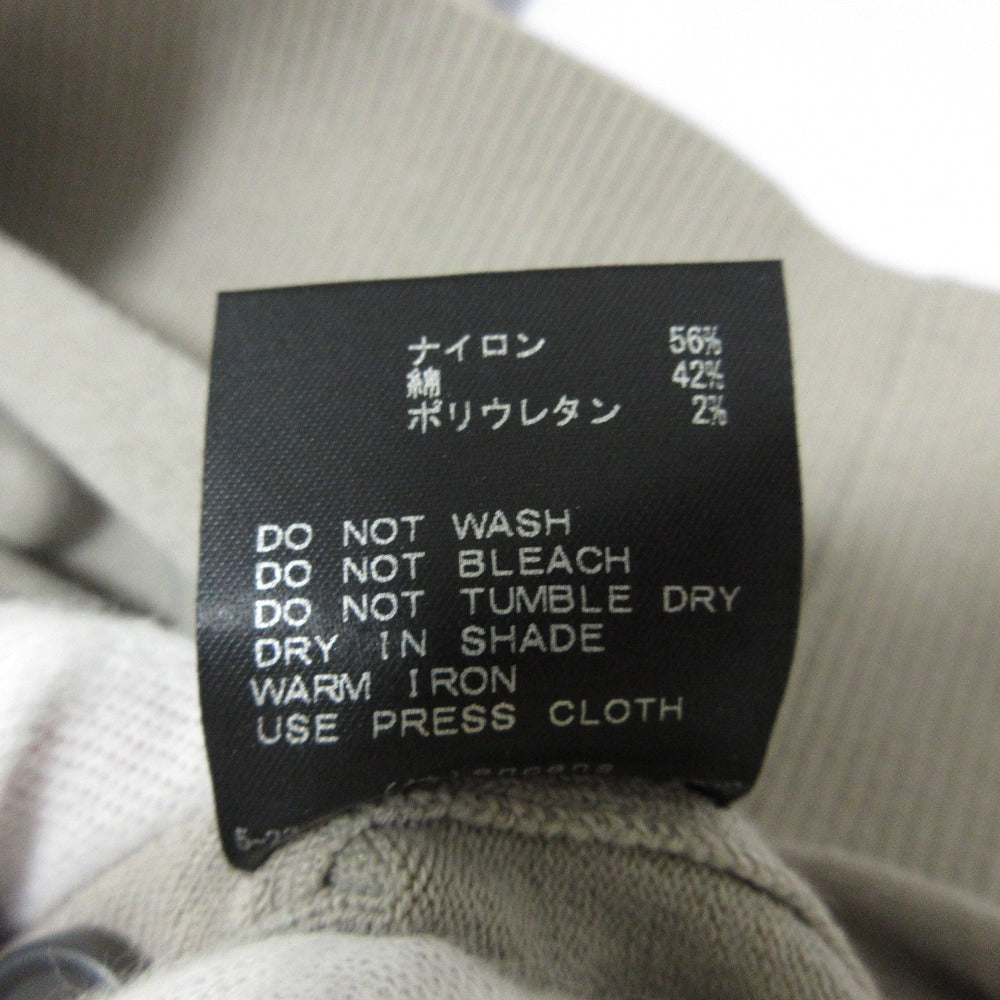 ナイロン 56%
綿 42%
ポリウレタン 2%
DO NOT WASH
DO NOT BLEACH
DO NOT TUMBLE DRY
DRY IN SHADE
WARM IRON
USE PRESS CLOTH